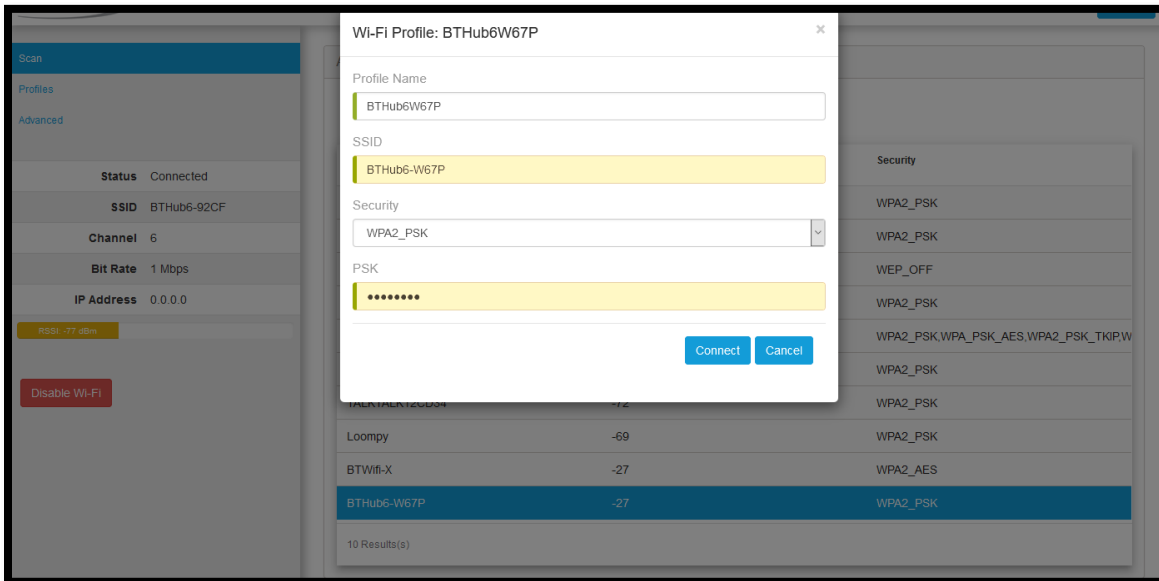 Wi-Fi Profile: BTHub6W67P ×
Profile Name
BTHub6W67P
SSID
BTHub6-W67P
Security
WPA2_PSK
PSK
••••••••
Connect Cancel
Scan
Profiles
Advanced
Status Connected
SSID BTHub6-92CF
Channel 6
Bit Rate 1 Mbps
IP Address 0.0.0.0
RSSI: -77 dBm
Disable Wi-Fi
Security
WPA2_PSK
WPA2_PSK
WEP_OFF
WPA2_PSK
WPA2_PSK,WPA_PSK_AES,WPA2_PSK_TKIP,W
WPA2_PSK
TALKTALK12CD34 -72 WPA2_PSK
Loompy -69 WPA2_PSK
BTWifi-X -27 WPA2_AES
BTHub6-W67P -27 WPA2_PSK
10 Results(s)